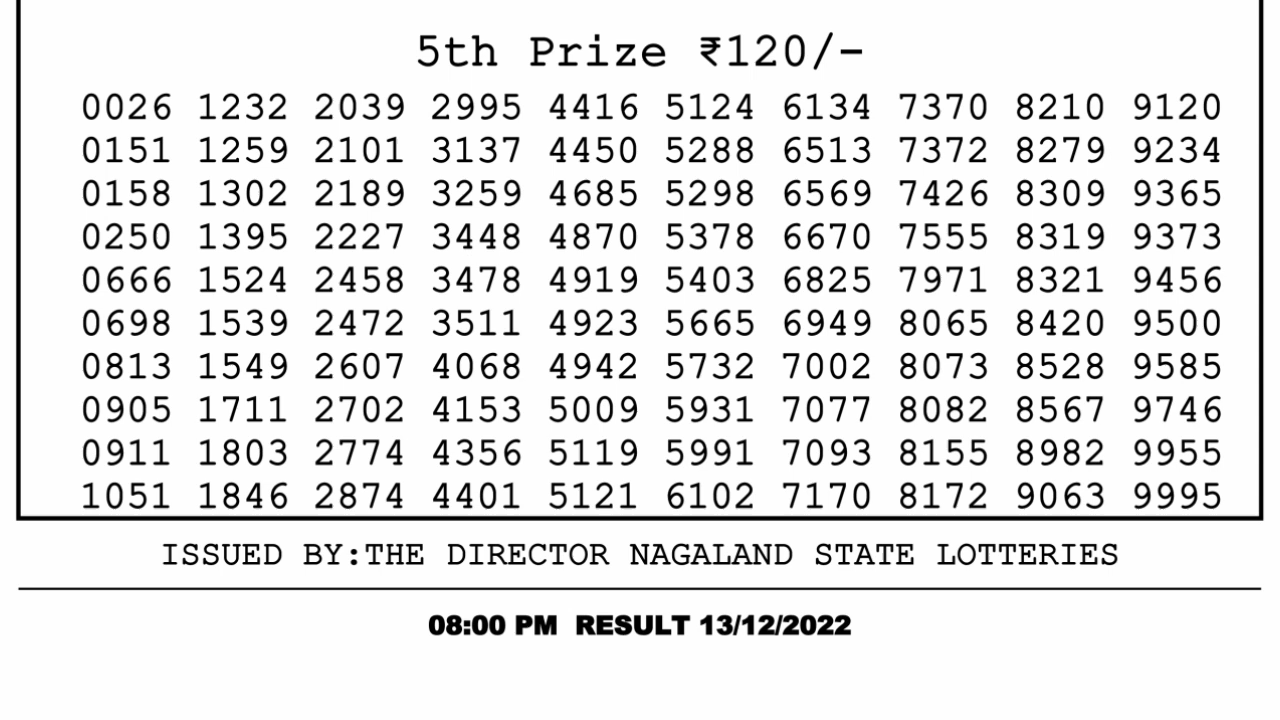 5th Prize ₹120/-
0026 1232 2039 2995 4416 5124 6134 7370 8210 9120
0151 1259 2101 3137 4450 5288 6513 7372 8279 9234
0158 1302 2189 3259 4685 5298 6569 7426 8309 9365
0250 1395 2227 3448 4870 5378 6670 7555 8319 9373
0666 1524 2458 3478 4919 5403 6825 7971 8321 9456
0698 1539 2472 3511 4923 5665 6949 8065 8420 9500
0813 1549 2607 4068 4942 5732 7002 8073 8528 9585
0905 1711 2702 4153 5009 5931 7077 8082 8567 9746
0911 1803 2774 4356 5119 5991 7093 8155 8982 9955
1051 1846 2874 4401 5121 6102 7170 8172 9063 9995
ISSUED BY:THE DIRECTOR NAGALAND STATE LOTTERIES
08:00 PM RESULT 13/12/2022